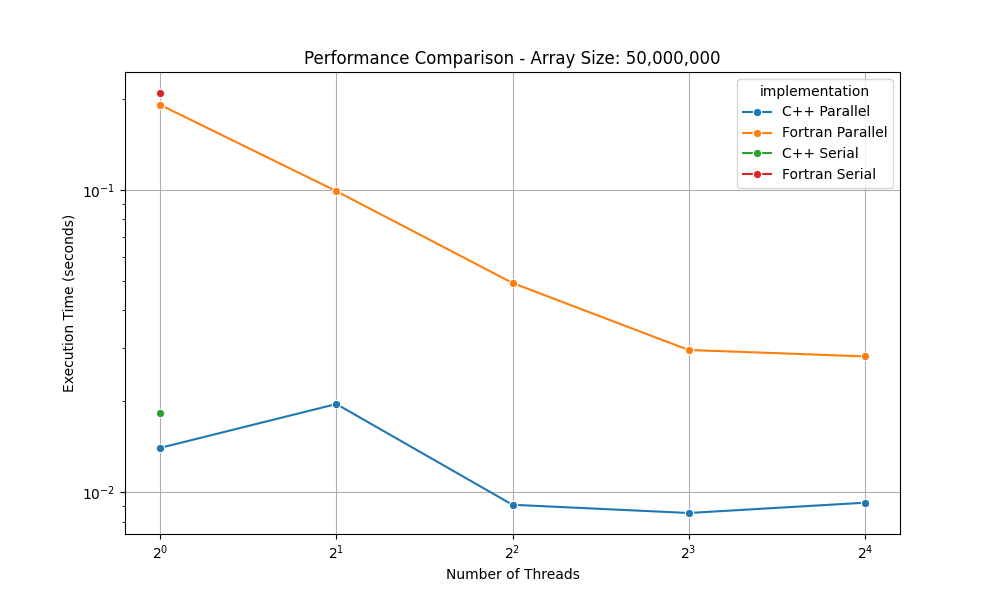 Performance Comparison - Array Size: 50,000,000
implementation
C++ Parallel
Fortran Parallel
C++ Serial
Fortran Serial
Execution Time (seconds)
10⁻¹
10⁻²
2⁰ 2¹ 2² 2³ 2⁴
Number of Threads